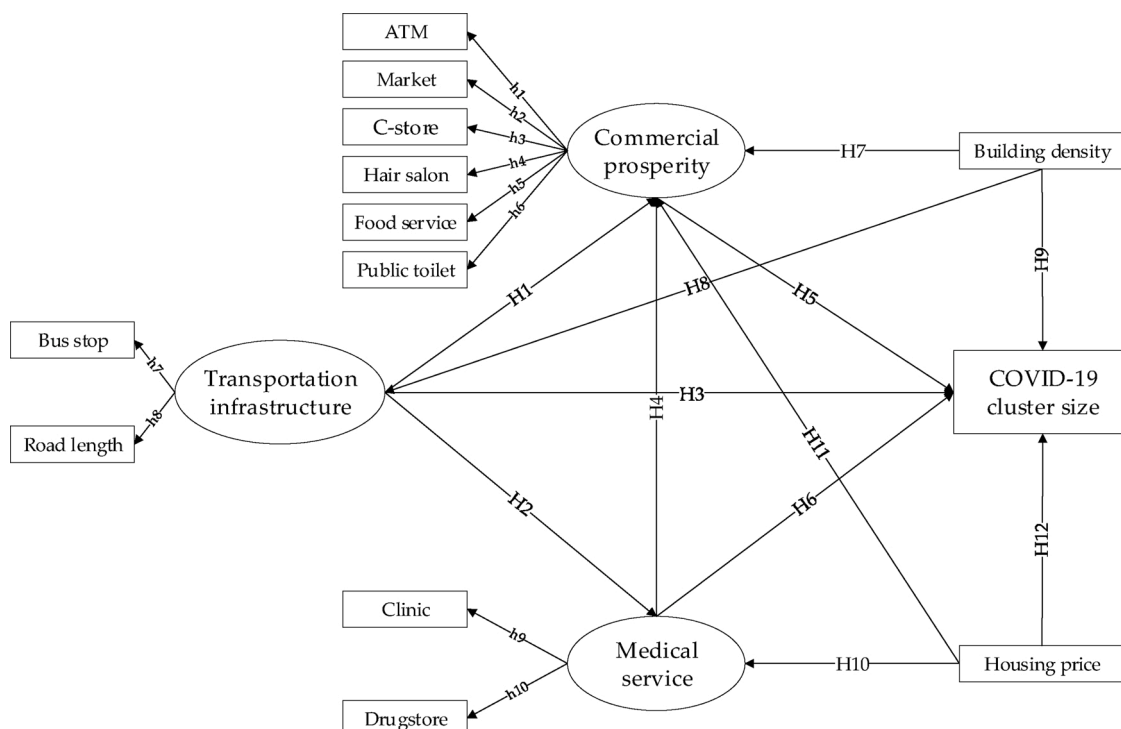 ATM
Market
C-store
Hair salon
Food service
Public toilet
h1
h2
h3
h4
h5
h6
Commercial
prosperity
H7
Building density
H1
H8
H5
H9
Bus stop
Road length
h7
h8
Transportation
infrastructure
H3
H4
COVID-19
cluster size
H2
H11
H6
H12
Clinic
Drugstore
h9
h10
Medical
service
H10
Housing price